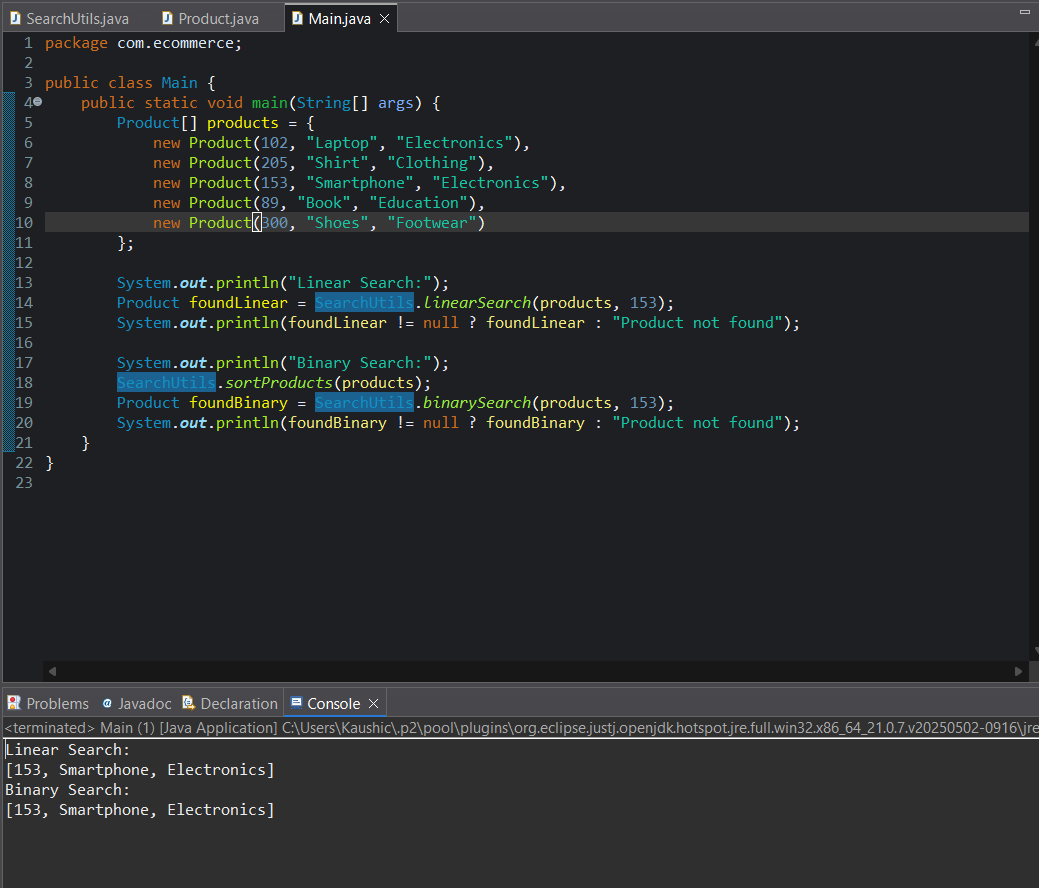 SearchUtils.java Product.java Main.java
1 package com.ecommerce;
2
3 public class Main {
4     public static void main(String[] args) {
5         Product[] products = {
6             new Product(102, "Laptop", "Electronics"),
7             new Product(205, "Shirt", "Clothing"),
8             new Product(153, "Smartphone", "Electronics"),
9             new Product(89, "Book", "Education"),
10             new Product(300, "Shoes", "Footwear")
11         };
12
13         System.out.println("Linear Search:");
14         Product foundLinear = SearchUtils.linearSearch(products, 153);
15         System.out.println(foundLinear != null ? foundLinear : "Product not found");
16
17         System.out.println("Binary Search:");
18         SearchUtils.sortProducts(products);
19         Product foundBinary = SearchUtils.binarySearch(products, 153);
20         System.out.println(foundBinary != null ? foundBinary : "Product not found");
21     }
22 }
23
Problems Javadoc Declaration Console
<terminated> Main (1) [Java Application] C:\Users\Kaushic\.p2\pool\plugins\org.eclipse.justj.openjdk.hotspot.jre.full.win32.x86_64_21.0.7.v20250502-0916\jre
Linear Search:
[153, Smartphone, Electronics]
Binary Search:
[153, Smartphone, Electronics]